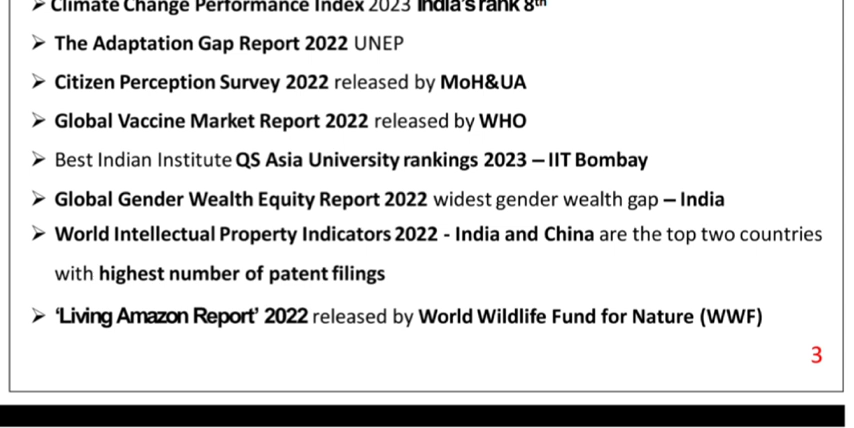 ➢ Climate Change Performance Index 2023 India's rank 8th
➢ The Adaptation Gap Report 2022 UNEP
➢ Citizen Perception Survey 2022 released by MoH&UA
➢ Global Vaccine Market Report 2022 released by WHO
➢ Best Indian Institute QS Asia University rankings 2023 – IIT Bombay
➢ Global Gender Wealth Equity Report 2022 widest gender wealth gap – India
➢ World Intellectual Property Indicators 2022 - India and China are the top two countries
with highest number of patent filings
➢ 'Living Amazon Report' 2022 released by World Wildlife Fund for Nature (WWF)
3